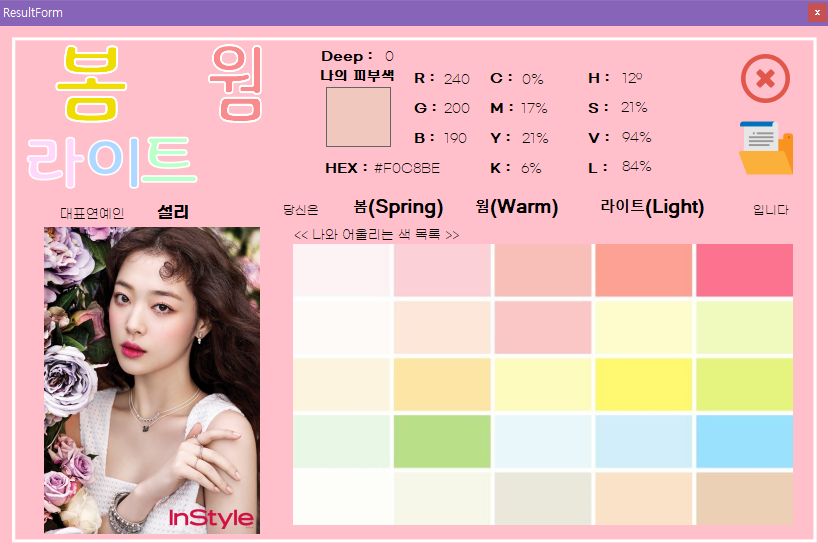 ResultForm
봄 웜
라이트
대표연예인 설리
InStyle
Deep : 0
나의 피부색
HEX : #F0C8BE
R : 240 C : 0% H : 12º
G : 200 M : 17% S : 21%
B : 190 Y : 21% V : 94%
K : 6% L : 84%
당신은 봄(Spring) 웜(Warm) 라이트(Light) 입니다
<< 나와 어울리는 색 목록 >>